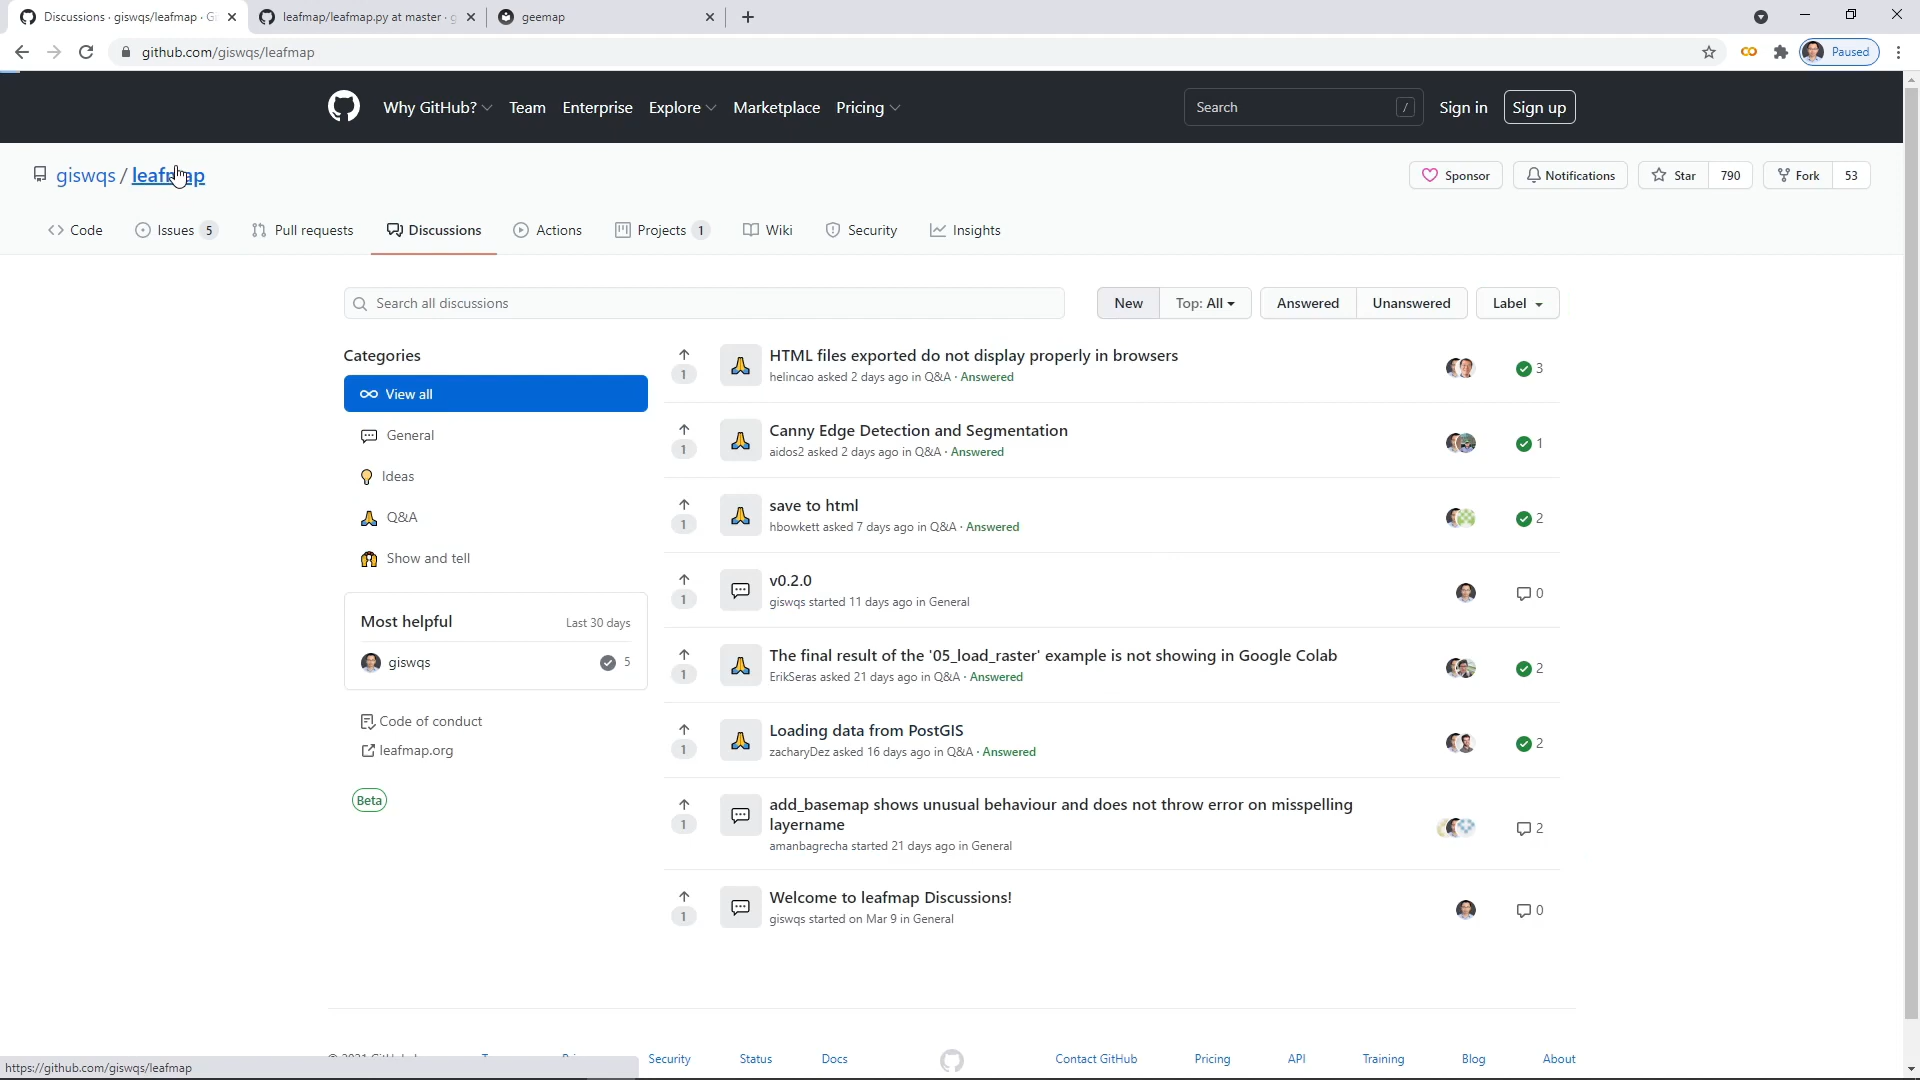 Discussions · giswqs/leafmap · Gi
leafmap/leafmap.py at master · g
geemap
github.com/giswqs/leafmap
Paused
Why GitHub?
Team
Enterprise
Explore
Marketplace
Pricing
Search
/
Sign in
Sign up
giswqs / leafmap
Sponsor
Notifications
Star 790
Fork 53
Code
Issues 5
Pull requests
Discussions
Actions
Projects 1
Wiki
Security
Insights
Search all discussions
New
Top: All
Answered
Unanswered
Label
Categories
View all
General
Ideas
Q&A
Show and tell
Most helpful
Last 30 days
giswqs
5
Code of conduct
leafmap.org
Beta
1
HTML files exported do not display properly in browsers
helincao asked 2 days ago in Q&A · Answered
3
1
Canny Edge Detection and Segmentation
aidos2 asked 2 days ago in Q&A · Answered
1
1
save to html
hbowkett asked 7 days ago in Q&A · Answered
2
1
v0.2.0
giswqs started 11 days ago in General
0
1
The final result of the '05_load_raster' example is not showing in Google Colab
ErikSeras asked 21 days ago in Q&A · Answered
2
1
Loading data from PostGIS
zacharyDez asked 16 days ago in Q&A · Answered
2
1
add_basemap shows unusual behaviour and does not throw error on misspelling
layername
amanbagrecha started 21 days ago in General
2
1
Welcome to leafmap Discussions!
giswqs started on Mar 9 in General
0
Security
Status
Docs
Contact GitHub
Pricing
API
Training
Blog
About
https://github.com/giswqs/leafmap